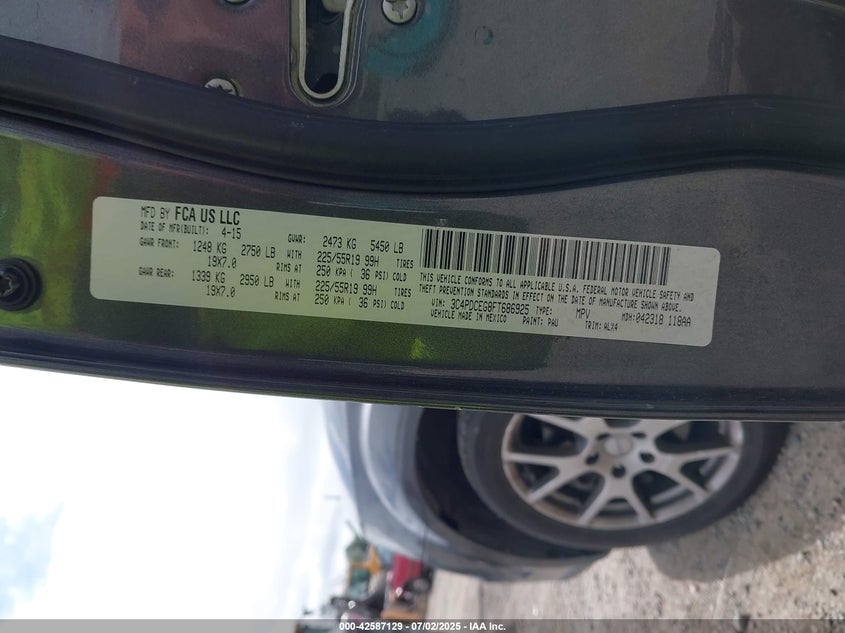 MFD BY FCA US LLC
DATE OF MFR(BUILT): 4-15 GVWR: 2473 KG 5450 LB
GAWR FRONT: 1248 KG 2750 LB WITH 225/55R19 99H TIRES
19X7.0 RIMS AT 250 KPA ( 36 PSI) COLD
GAWR REAR: 1339 KG 2950 LB WITH 225/55R19 99H TIRES
19X7.0 RIMS AT 250 KPA ( 36 PSI) COLD
THIS VEHICLE CONFORMS TO ALL APPLICABLE U.S.A. FEDERAL MOTOR VEHICLE SAFETY AND
THEFT PREVENTION STANDARDS IN EFFECT ON THE DATE OF MANUFACTURE SHOWN ABOVE.
VIN: 3C4PDCEG8FT686925 TYPE: MPV MDH:042318 118AA
VEHICLE MADE IN MEXICO PAINT: PAU TRIM: ALX4
000-42587129 - 07/02/2025 - IAA Inc.